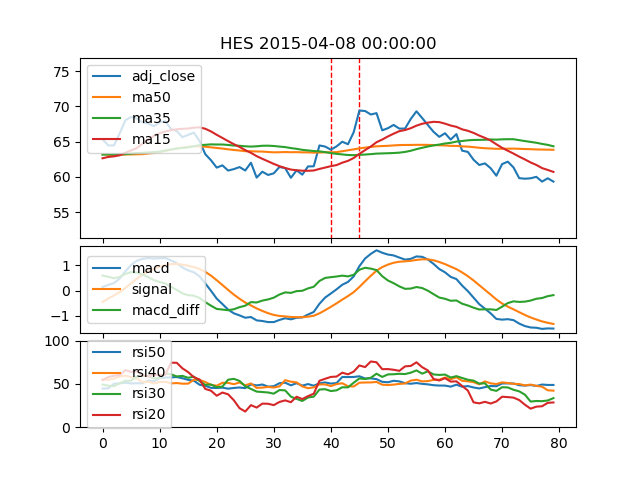 HES 2015-04-08 00:00:00
75
70
65
60
55
adj_close
ma50
ma35
ma15
1
0
−1
macd
signal
macd_diff
100
50
0
rsi50
rsi40
rsi30
rsi20
0 10 20 30 40 50 60 70 80